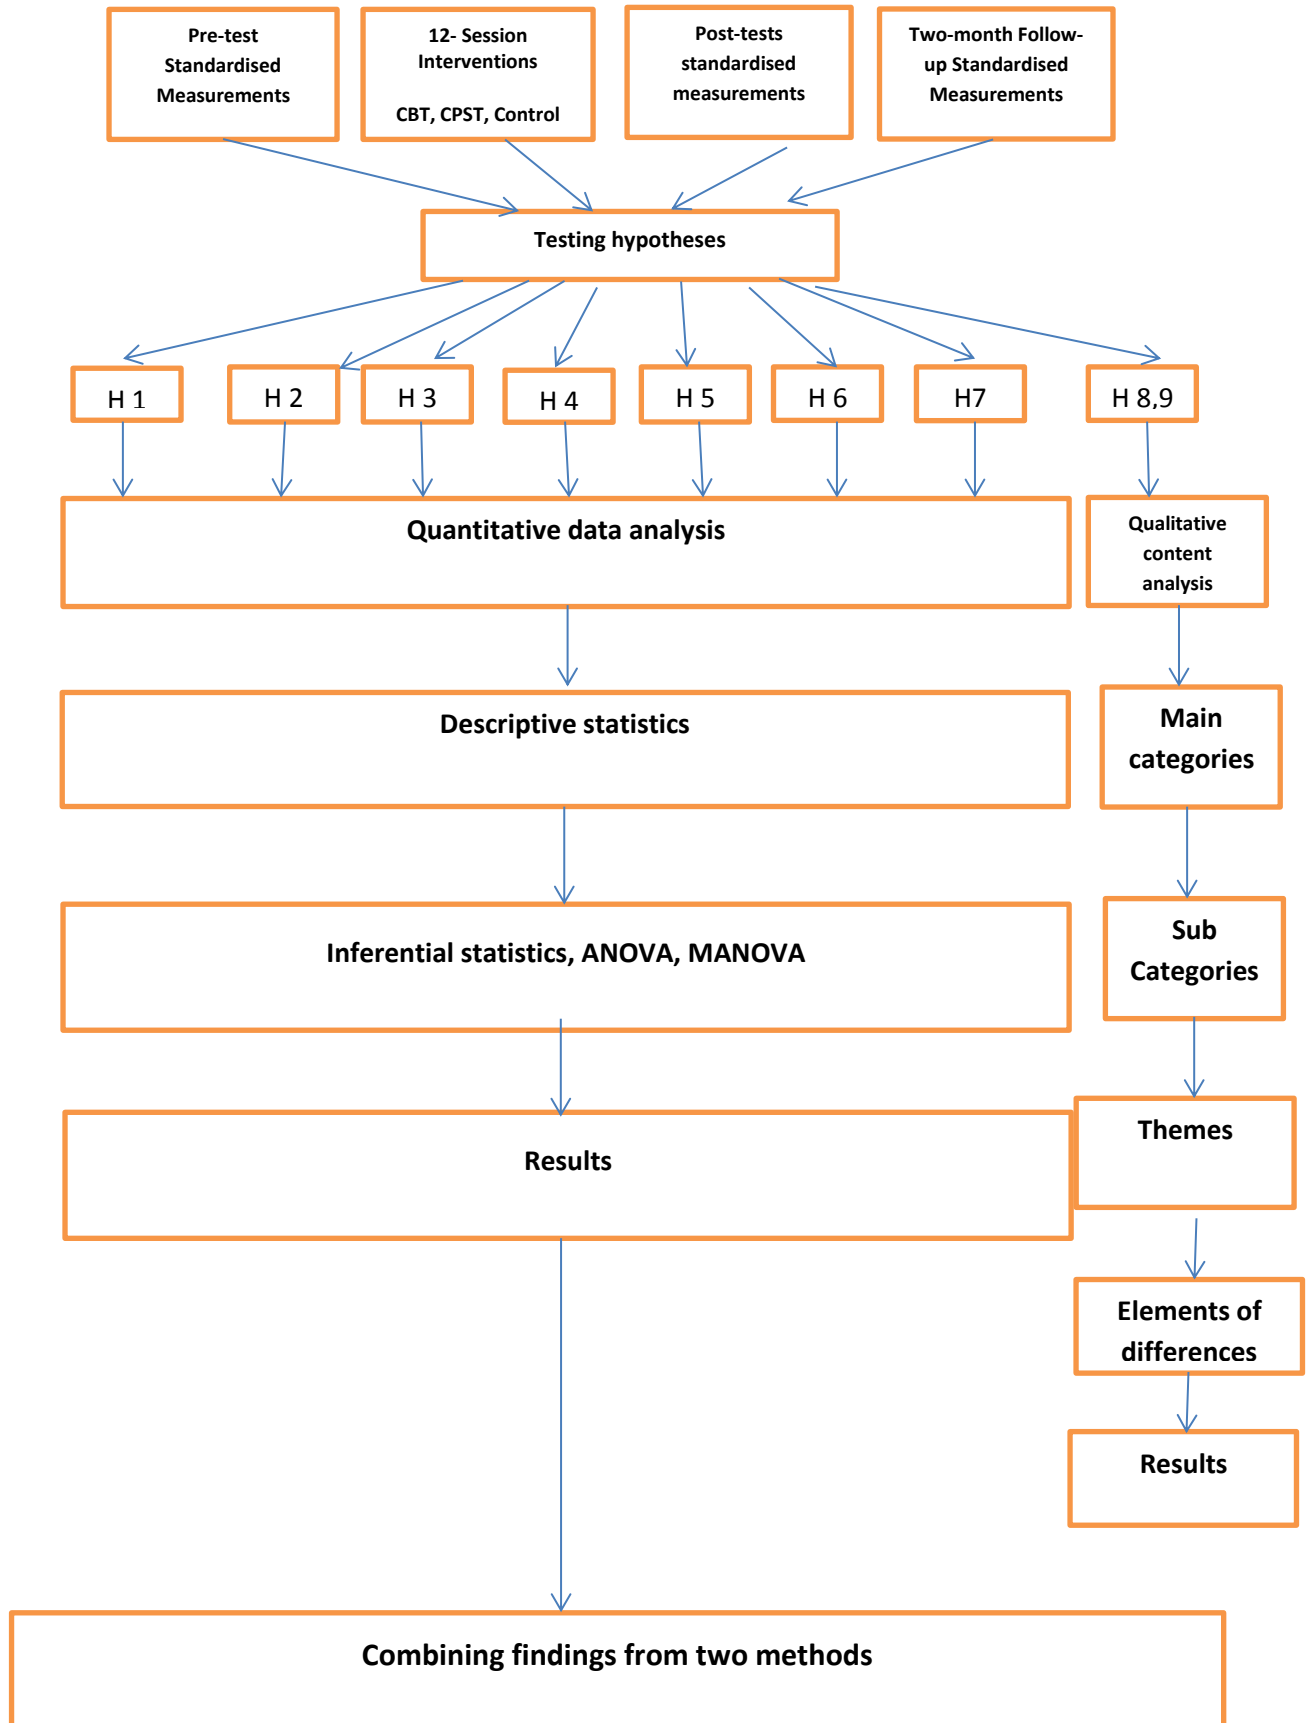 Pre-test
Standardised
Measurements
12- Session
Interventions
CBT, CPST, Control
Post-tests
standardised
measurements
Two-month Follow-
up Standardised
Measurements
Testing hypotheses
H 1
H 2
H 3
H 4
H 5
H 6
H7
H 8,9
Quantitative data analysis
Qualitative
content
analysis
Descriptive statistics
Main
categories
Inferential statistics, ANOVA, MANOVA
Sub
Categories
Results
Themes
Elements of
differences
Results
Combining findings from two methods